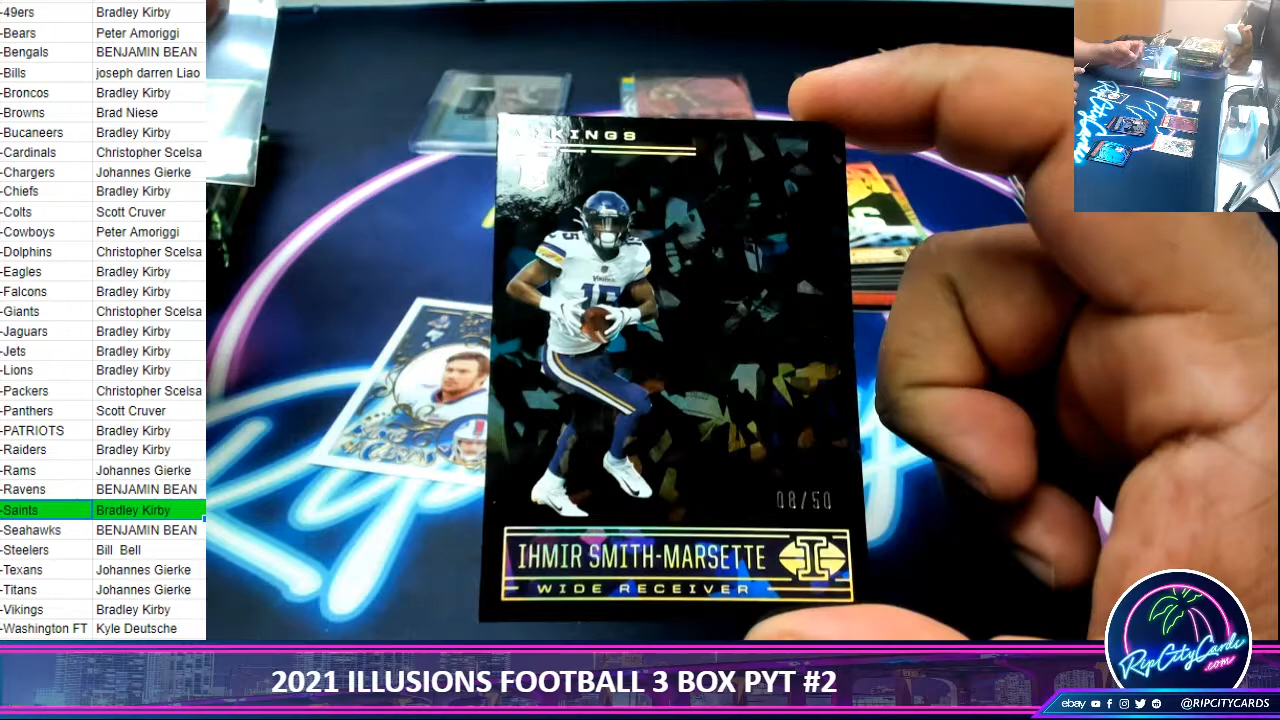 -49ers Bradley Kirby
-Bears Peter Amoriggi
-Bengals BENJAMIN BEAN
-Bills joseph darren Liao
-Broncos Bradley Kirby
-Browns Brad Niese
-Bucaneers Bradley Kirby
-Cardinals Christopher Scelsa
-Chargers Johannes Gierke
-Chiefs Bradley Kirby
-Colts Scott Cruver
-Cowboys Peter Amoriggi
-Dolphins Christopher Scelsa
-Eagles Bradley Kirby
-Falcons Bradley Kirby
-Giants Christopher Scelsa
-Jaguars Bradley Kirby
-Jets Bradley Kirby
-Lions Bradley Kirby
-Packers Christopher Scelsa
-Panthers Scott Cruver
-PATRIOTS Bradley Kirby
-Raiders Bradley Kirby
-Rams Johannes Gierke
-Ravens BENJAMIN BEAN
-Saints Bradley Kirby
-Seahawks BENJAMIN BEAN
-Steelers Bill Bell
-Texans Johannes Gierke
-Titans Johannes Gierke
-Vikings Bradley Kirby
-Washington FT Kyle Deutsche
VIKINGS
15
08/50
IHMIR SMITH-MARSETTE
I
WIDE RECEIVER
RipCityCards
.com
2021 ILLUSIONS FOOTBALL 3 BOX PYT #2
ebay @RIPCITYCARDS